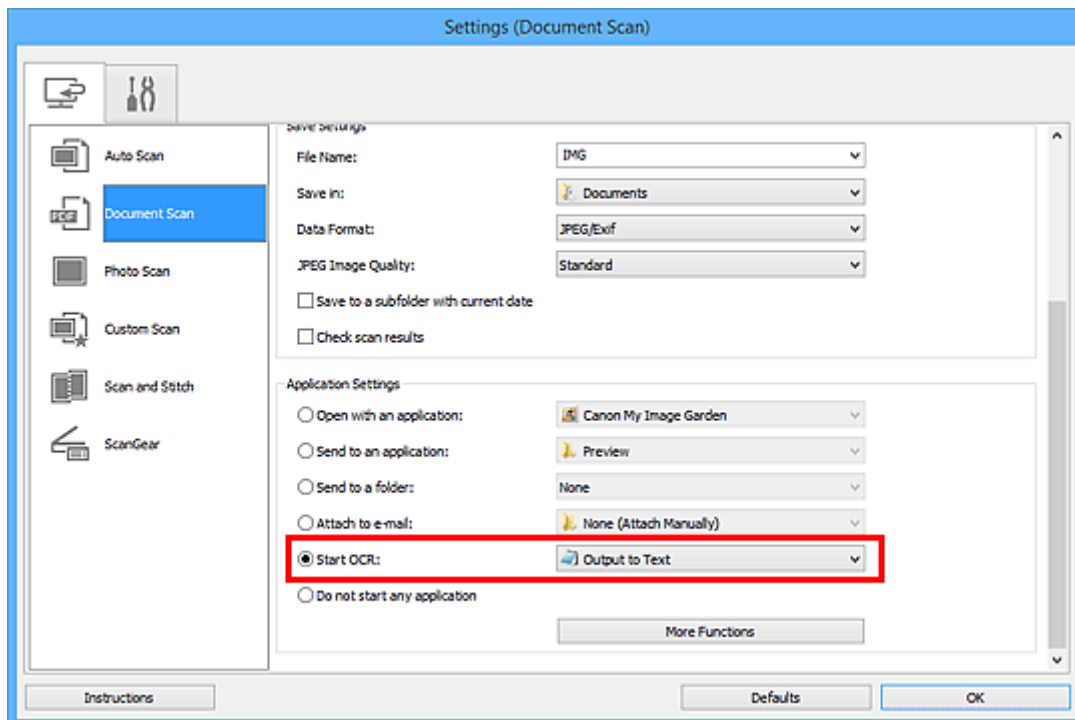 Settings (Document Scan)
Save Settings
Auto Scan
File Name: IMG
Save in: Documents
PDF Document Scan
Data Format: JPEG/Exif
Photo Scan
JPEG Image Quality: Standard
Save to a subfolder with current date
Custom Scan
Check scan results
Scan and Stitch
Application Settings
Open with an application: Canon My Image Garden
ScanGear
Send to an application: Preview
Send to a folder: None
Attach to e-mail: None (Attach Manually)
Start OCR: Output to Text
Do not start any application
More Functions
Instructions Defaults OK